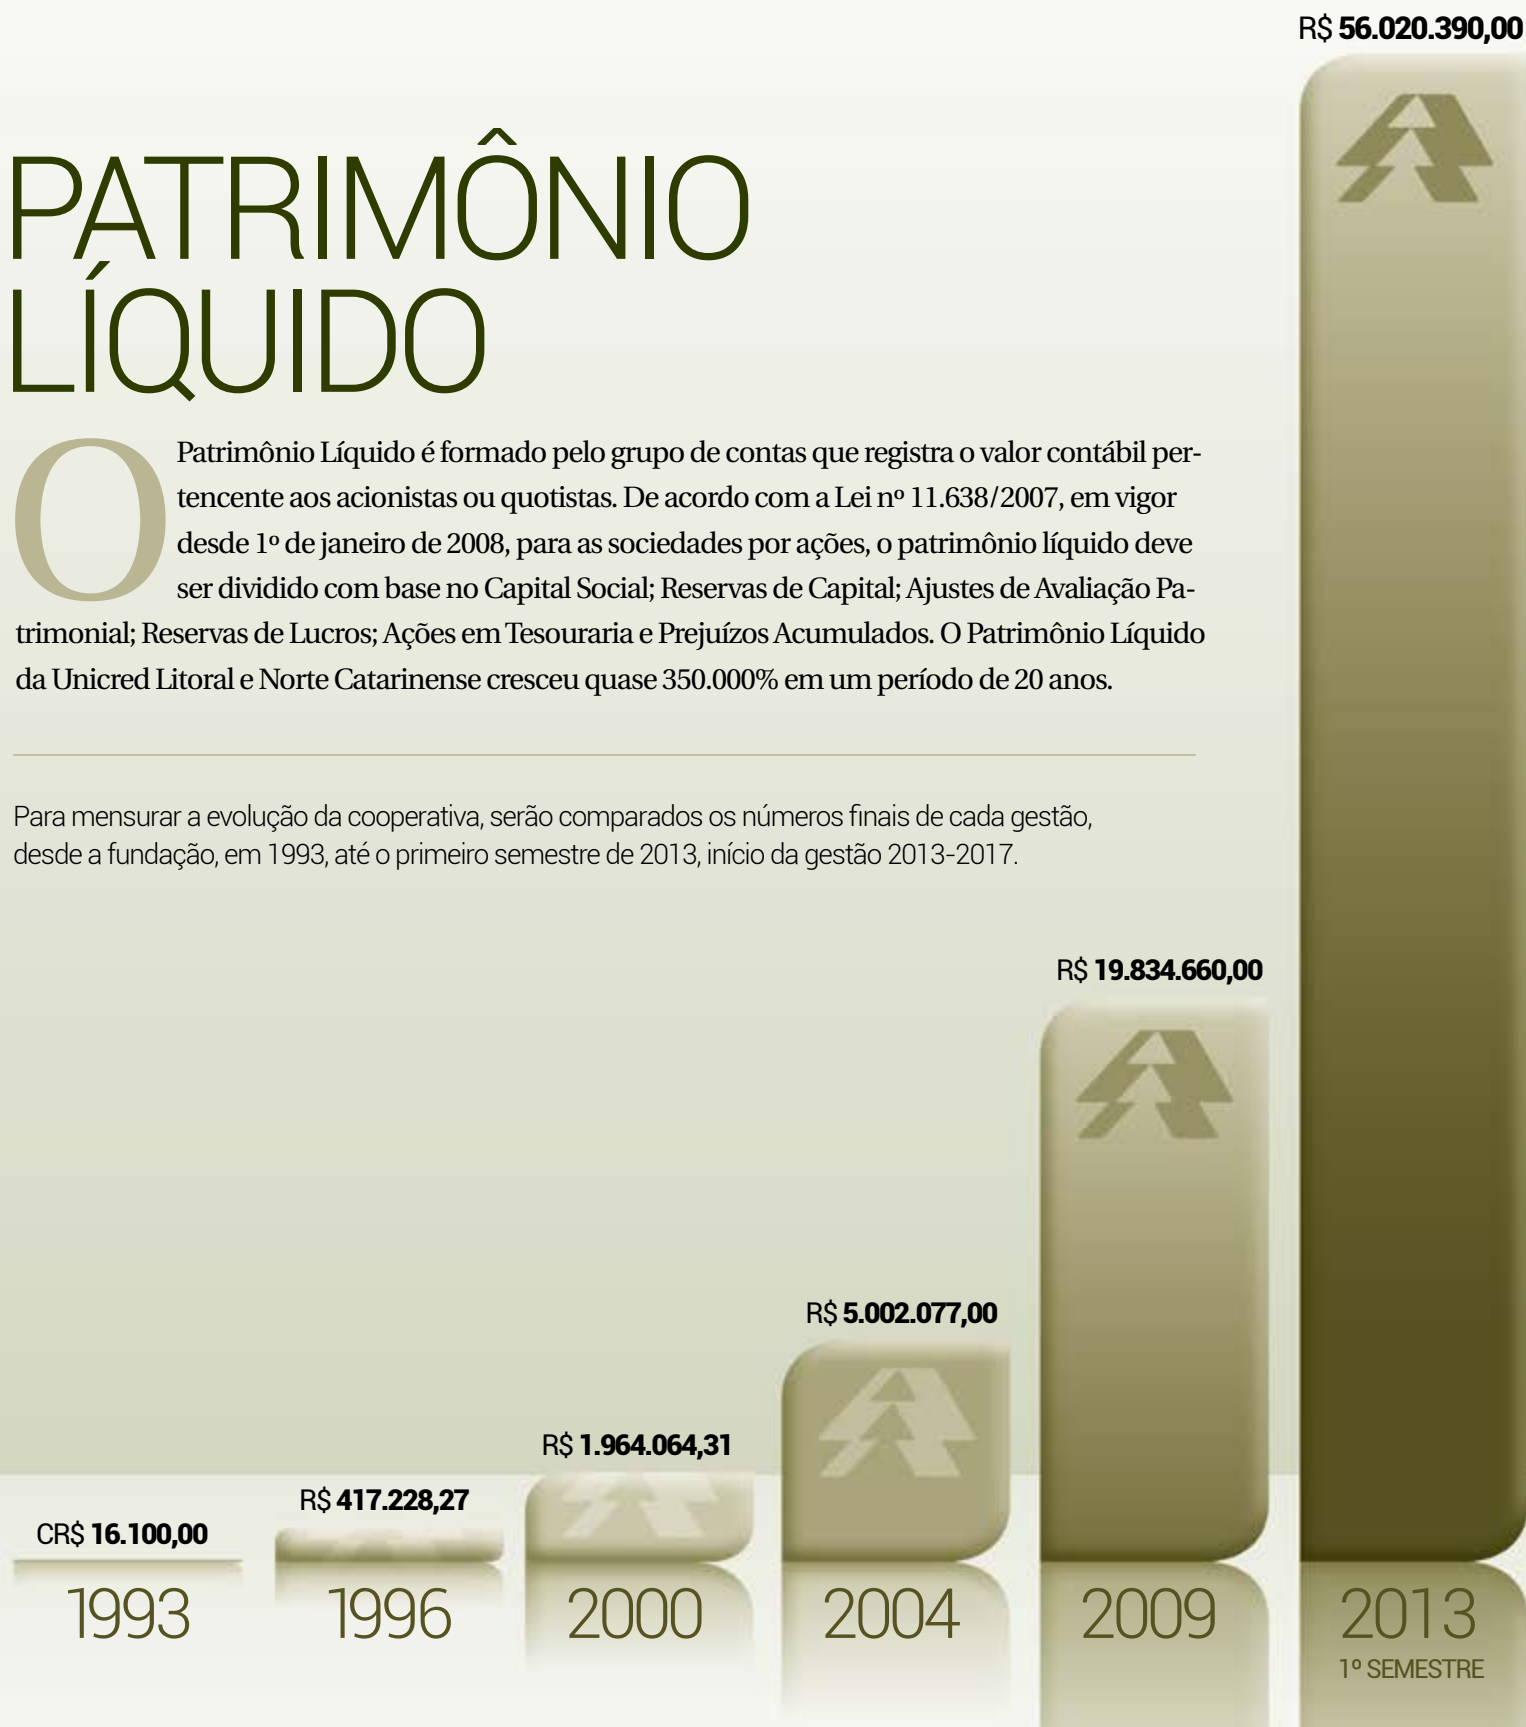 R$ 56.020.390,00
PATRIMÔNIO
LÍQUIDO
O Patrimônio Líquido é formado pelo grupo de contas que registra o valor contábil per-
tencente aos acionistas ou quotistas. De acordo com a Lei nº 11.638/2007, em vigor
desde 1º de janeiro de 2008, para as sociedades por ações, o patrimônio líquido deve
ser dividido com base no Capital Social; Reservas de Capital; Ajustes de Avaliação Pa-
trimonial; Reservas de Lucros; Ações em Tesouraria e Prejuízos Acumulados. O Patrimônio Líquido
da Unicred Litoral e Norte Catarinense cresceu quase 350.000% em um período de 20 anos.
Para mensurar a evolução da cooperativa, serão comparados os números finais de cada gestão,
desde a fundação, em 1993, até o primeiro semestre de 2013, início da gestão 2013-2017.
R$ 19.834.660,00
R$ 5.002.077,00
R$ 1.964.064,31
R$ 417.228,27
CR$ 16.100,00
1993
1996
2000
2004
2009
2013
1º SEMESTRE